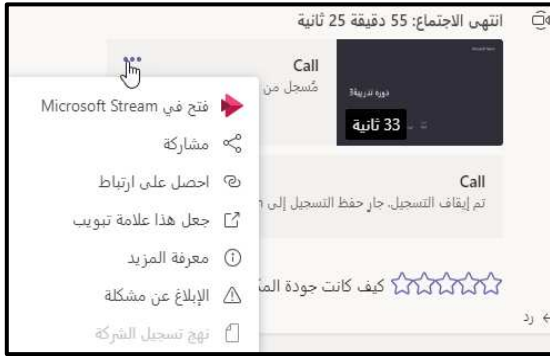 انتهى الاجتماع: 55 دقيقة 25 ثانية
Call
مُسجل من
دوره تدريبية3
33 ثانية
فتح في Microsoft Stream
مشاركة
احصل على ارتباط
جعل هذا علامة تبويب
معرفة المزيد
الإبلاغ عن مشكلة
نهج تسجيل الشركة
Call
تم إيقاف التسجيل. جارٍ حفظ التسجيل إلى
كيف كانت جودة
رد